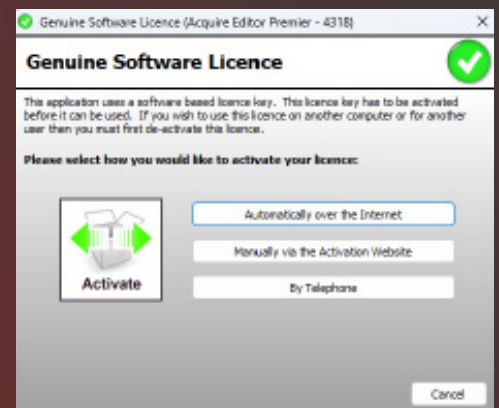 Genuine Software Licence (Acquire Editor Premier - 4318)
Genuine Software Licence
This application uses a software based licence key. This licence key has to be activated
before it can be used. If you wish to use this licence on another computer or for another
user then you must first de-activate this licence.
Please select how you would like to activate your licence:
Automatically over the Internet
Manually via the Activation Website
Activate
By Telephone
Cancel